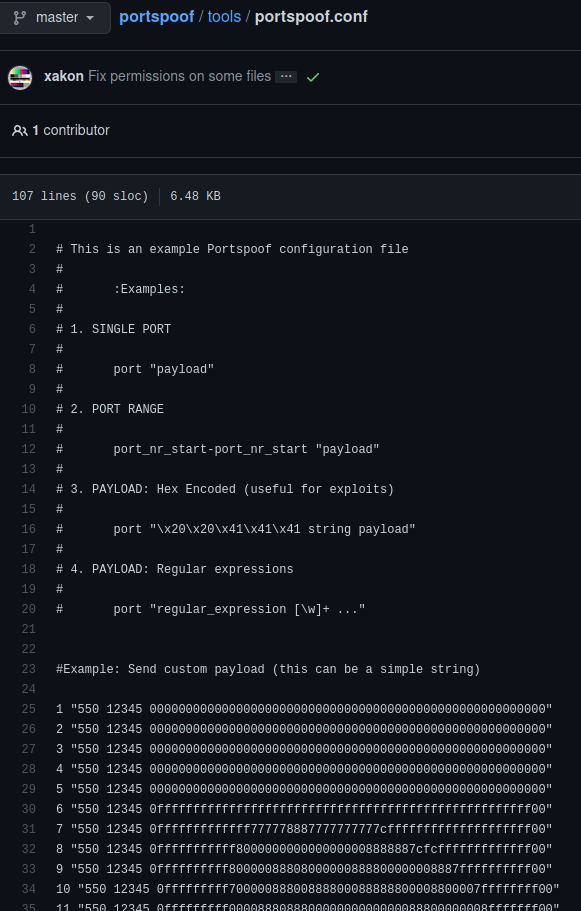 master
portspoof / tools / portspoof.conf
xakon Fix permissions on some files ...
1 contributor
107 lines (90 sloc) 6.48 KB
1
2 # This is an example Portspoof configuration file
3 #
4 # :Examples:
5 #
6 # 1. SINGLE PORT
7 #
8 # port "payload"
9 #
10 # 2. PORT RANGE
11 #
12 # port_nr_start-port_nr_start "payload"
13 #
14 # 3. PAYLOAD: Hex Encoded (useful for exploits)
15 #
16 # port "\x20\x20\x41\x41\x41 string payload"
17 #
18 # 4. PAYLOAD: Regular expressions
19 #
20 # port "regular_expression [\w]+ ..."
21
22
23 #Example: Send custom payload (this can be a simple string)
24
25 1 "550 12345 0000000000000000000000000000000000000000000000000000000"
26 2 "550 12345 0000000000000000000000000000000000000000000000000000000"
27 3 "550 12345 0000000000000000000000000000000000000000000000000000000"
28 4 "550 12345 0000000000000000000000000000000000000000000000000000000"
29 5 "550 12345 0000000000000000000000000000000000000000000000000000000"
30 6 "550 12345 0ffffffffffffffffffffffffffffffffffffffffffffffffffff00"
31 7 "550 12345 0fffffffffffff777778887777777777cffffffffffffffffffff00"
32 8 "550 12345 0fffffffffff8000000000000000008888887cfcfffffffffffff00"
33 9 "550 12345 0ffffffffff80000088808000000888800000008887ffffffffff00"
34 10 "550 12345 0fffffffff70000088800888800088888800008800007ffffffff00"
35 11 "550 12345 0fffffffff000088808880000000000000088800000008fffffff00"